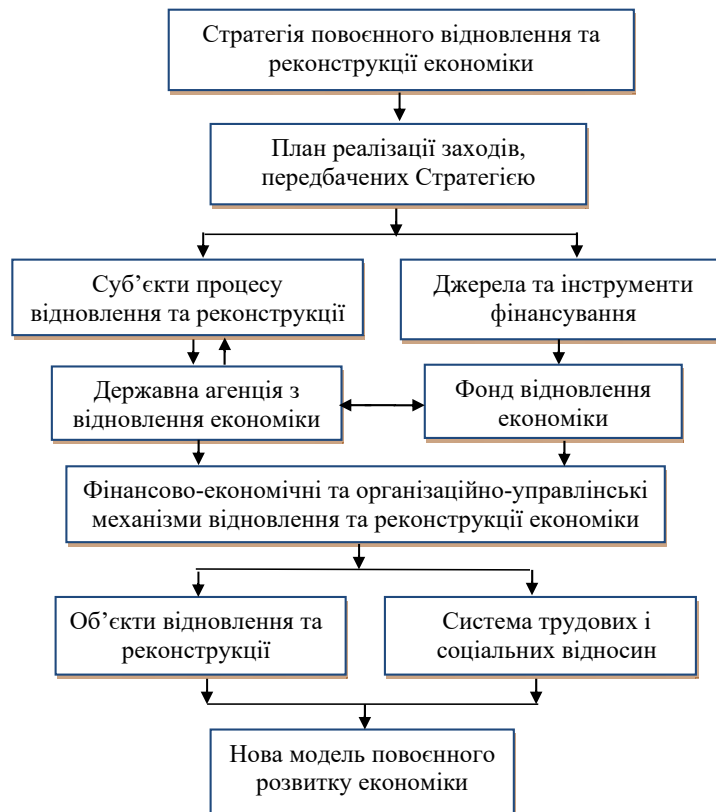 Стратегія повоєнного відновлення та
реконструкції економіки
План реалізації заходів,
передбачених Стратегією
Суб’єкти процесу
відновлення та реконструкції
Джерела та інструменти
фінансування
Державна агенція з
відновлення економіки
Фонд відновлення
економіки
Фінансово-економічні та організаційно-управлінські
механізми відновлення та реконструкції економіки
Об’єкти відновлення та
реконструкції
Система трудових і
соціальних відносин
Нова модель повоєнного
розвитку економіки